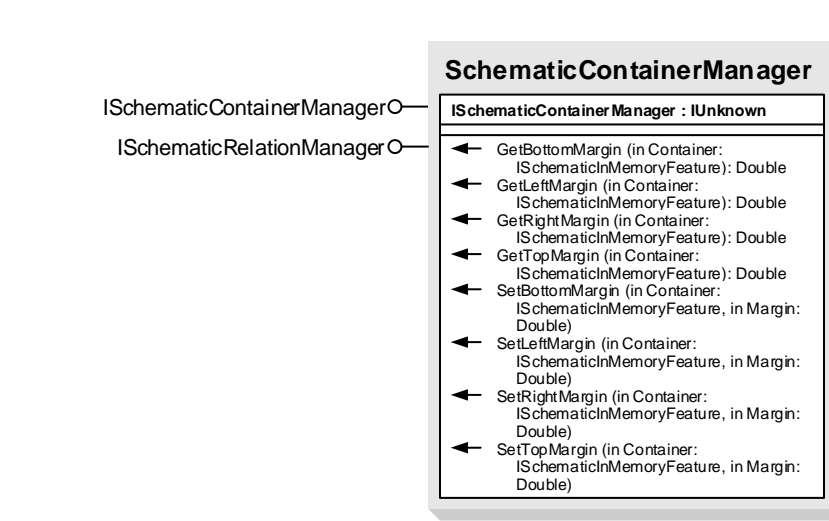 SchematicContainerManager
ISchematicContainerManager
ISchematicContainerManager : IUnknown
ISchematicRelationManager
GetBottomMargin (in Container:
ISchematicInMemoryFeature): Double
GetLeftMargin (in Container:
ISchematicInMemoryFeature): Double
GetRightMargin (in Container:
ISchematicInMemoryFeature): Double
GetTopMargin (in Container:
ISchematicInMemoryFeature): Double
SetBottomMargin (in Container:
ISchematicInMemoryFeature, in Margin:
Double)
SetLeftMargin (in Container:
ISchematicInMemoryFeature, in Margin:
Double)
SetRightMargin (in Container:
ISchematicInMemoryFeature, in Margin:
Double)
SetTopMargin (in Container:
ISchematicInMemoryFeature, in Margin:
Double)